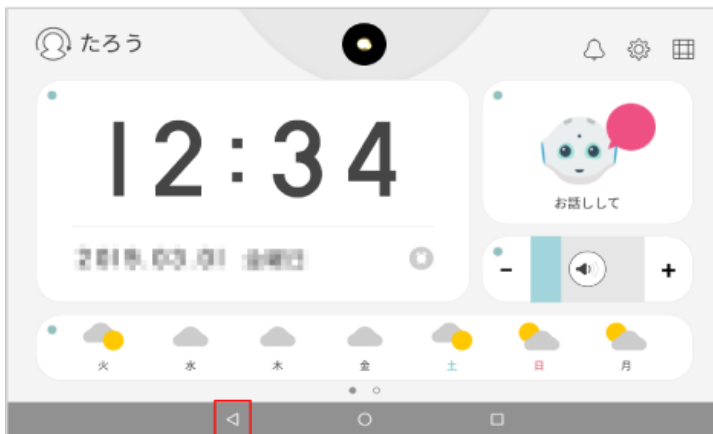 たろう
12:34
お話しして
- +
火 水 木 金 土 日 月